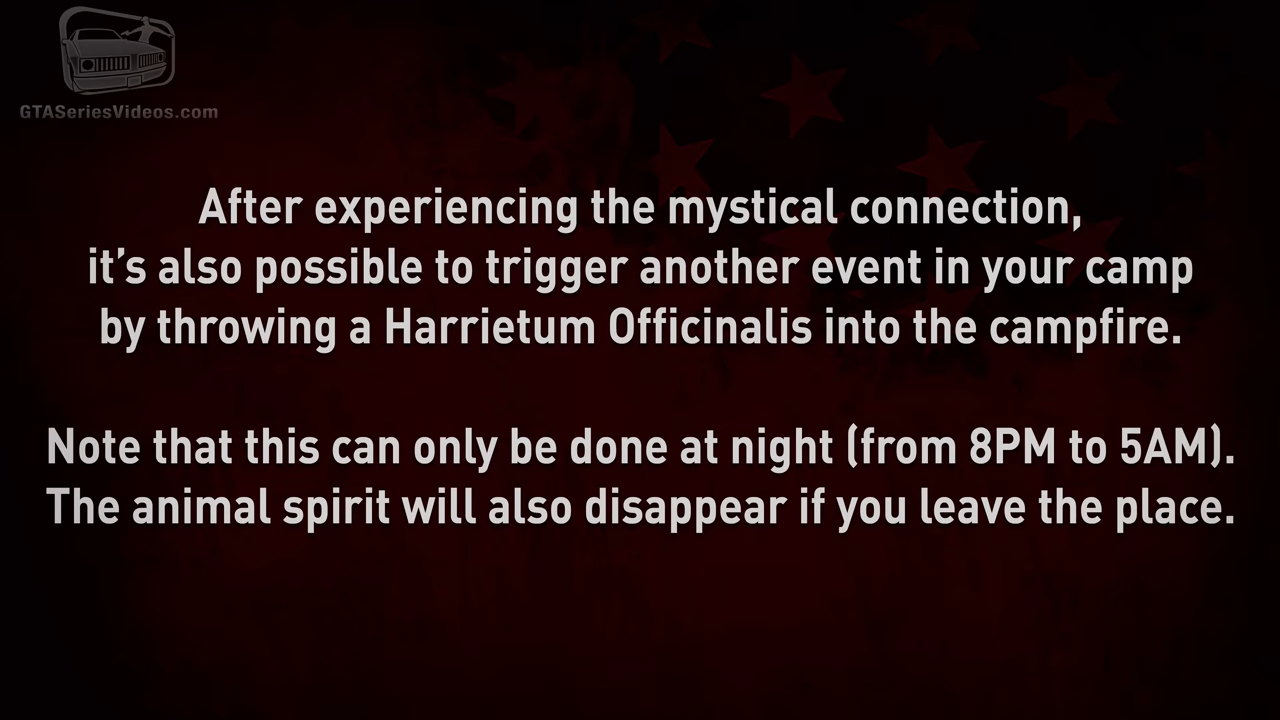 GTASeriesVideos.com
After experiencing the mystical connection,
it’s also possible to trigger another event in your camp
by throwing a Harrietum Officinalis into the campfire.
Note that this can only be done at night (from 8PM to 5AM).
The animal spirit will also disappear if you leave the place.